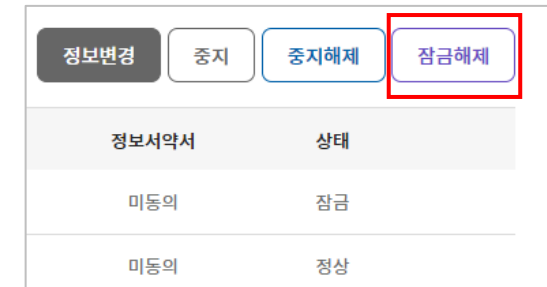 정보변경 중지 중지해제 잠금해제
정보서약서 상태
미동의 잠금
미동의 정상